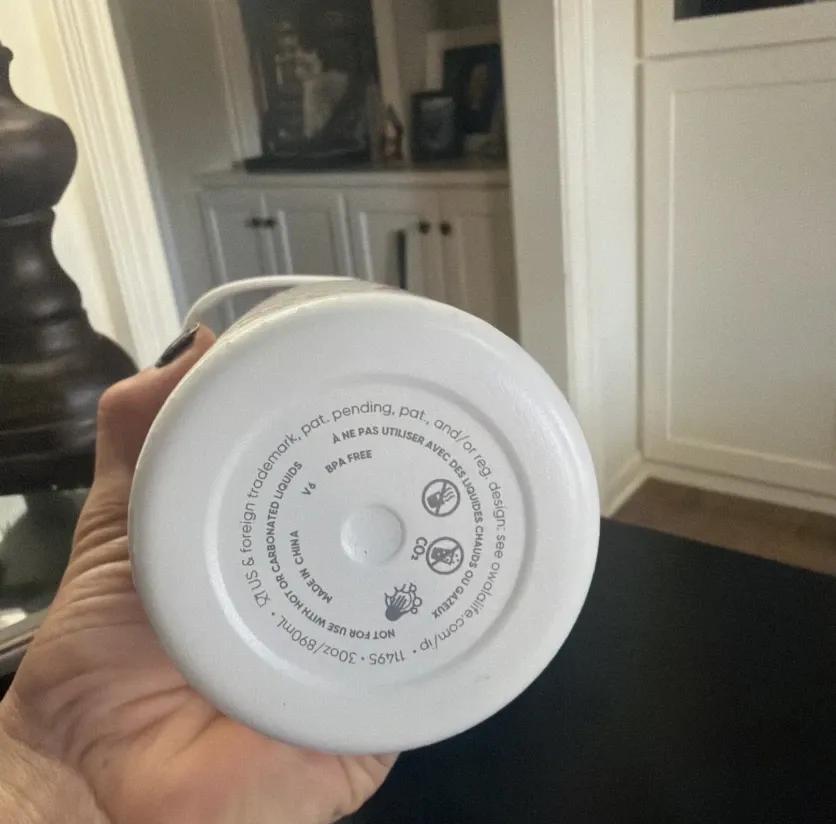 US & foreign trademark, pat. pending, pat., and/or reg. design: see owalalife.com/ip • 11495 • 30oz/890mL •
À NE PAS UTILISER AVEC DES LIQUIDES CHAUDS OU GAZEUX
NOT FOR USE WITH HOT OR CARBONATED LIQUIDS
BPA FREE
V6
MADE IN CHINA
CO₂